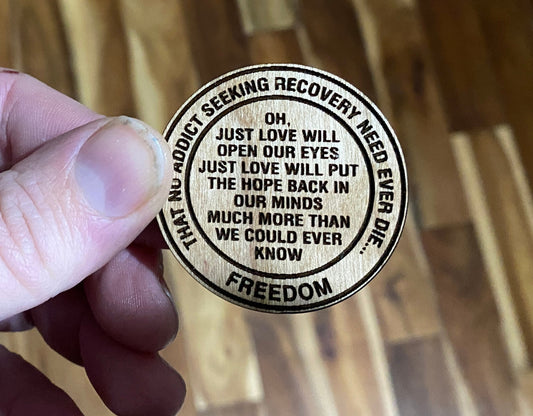 THAT NO ADDICT SEEKING RECOVERY NEED EVER DIE...
OH,
JUST LOVE WILL
OPEN OUR EYES
JUST LOVE WILL PUT
THE HOPE BACK IN
OUR MINDS
MUCH MORE THAN
WE COULD EVER
KNOW
FREEDOM